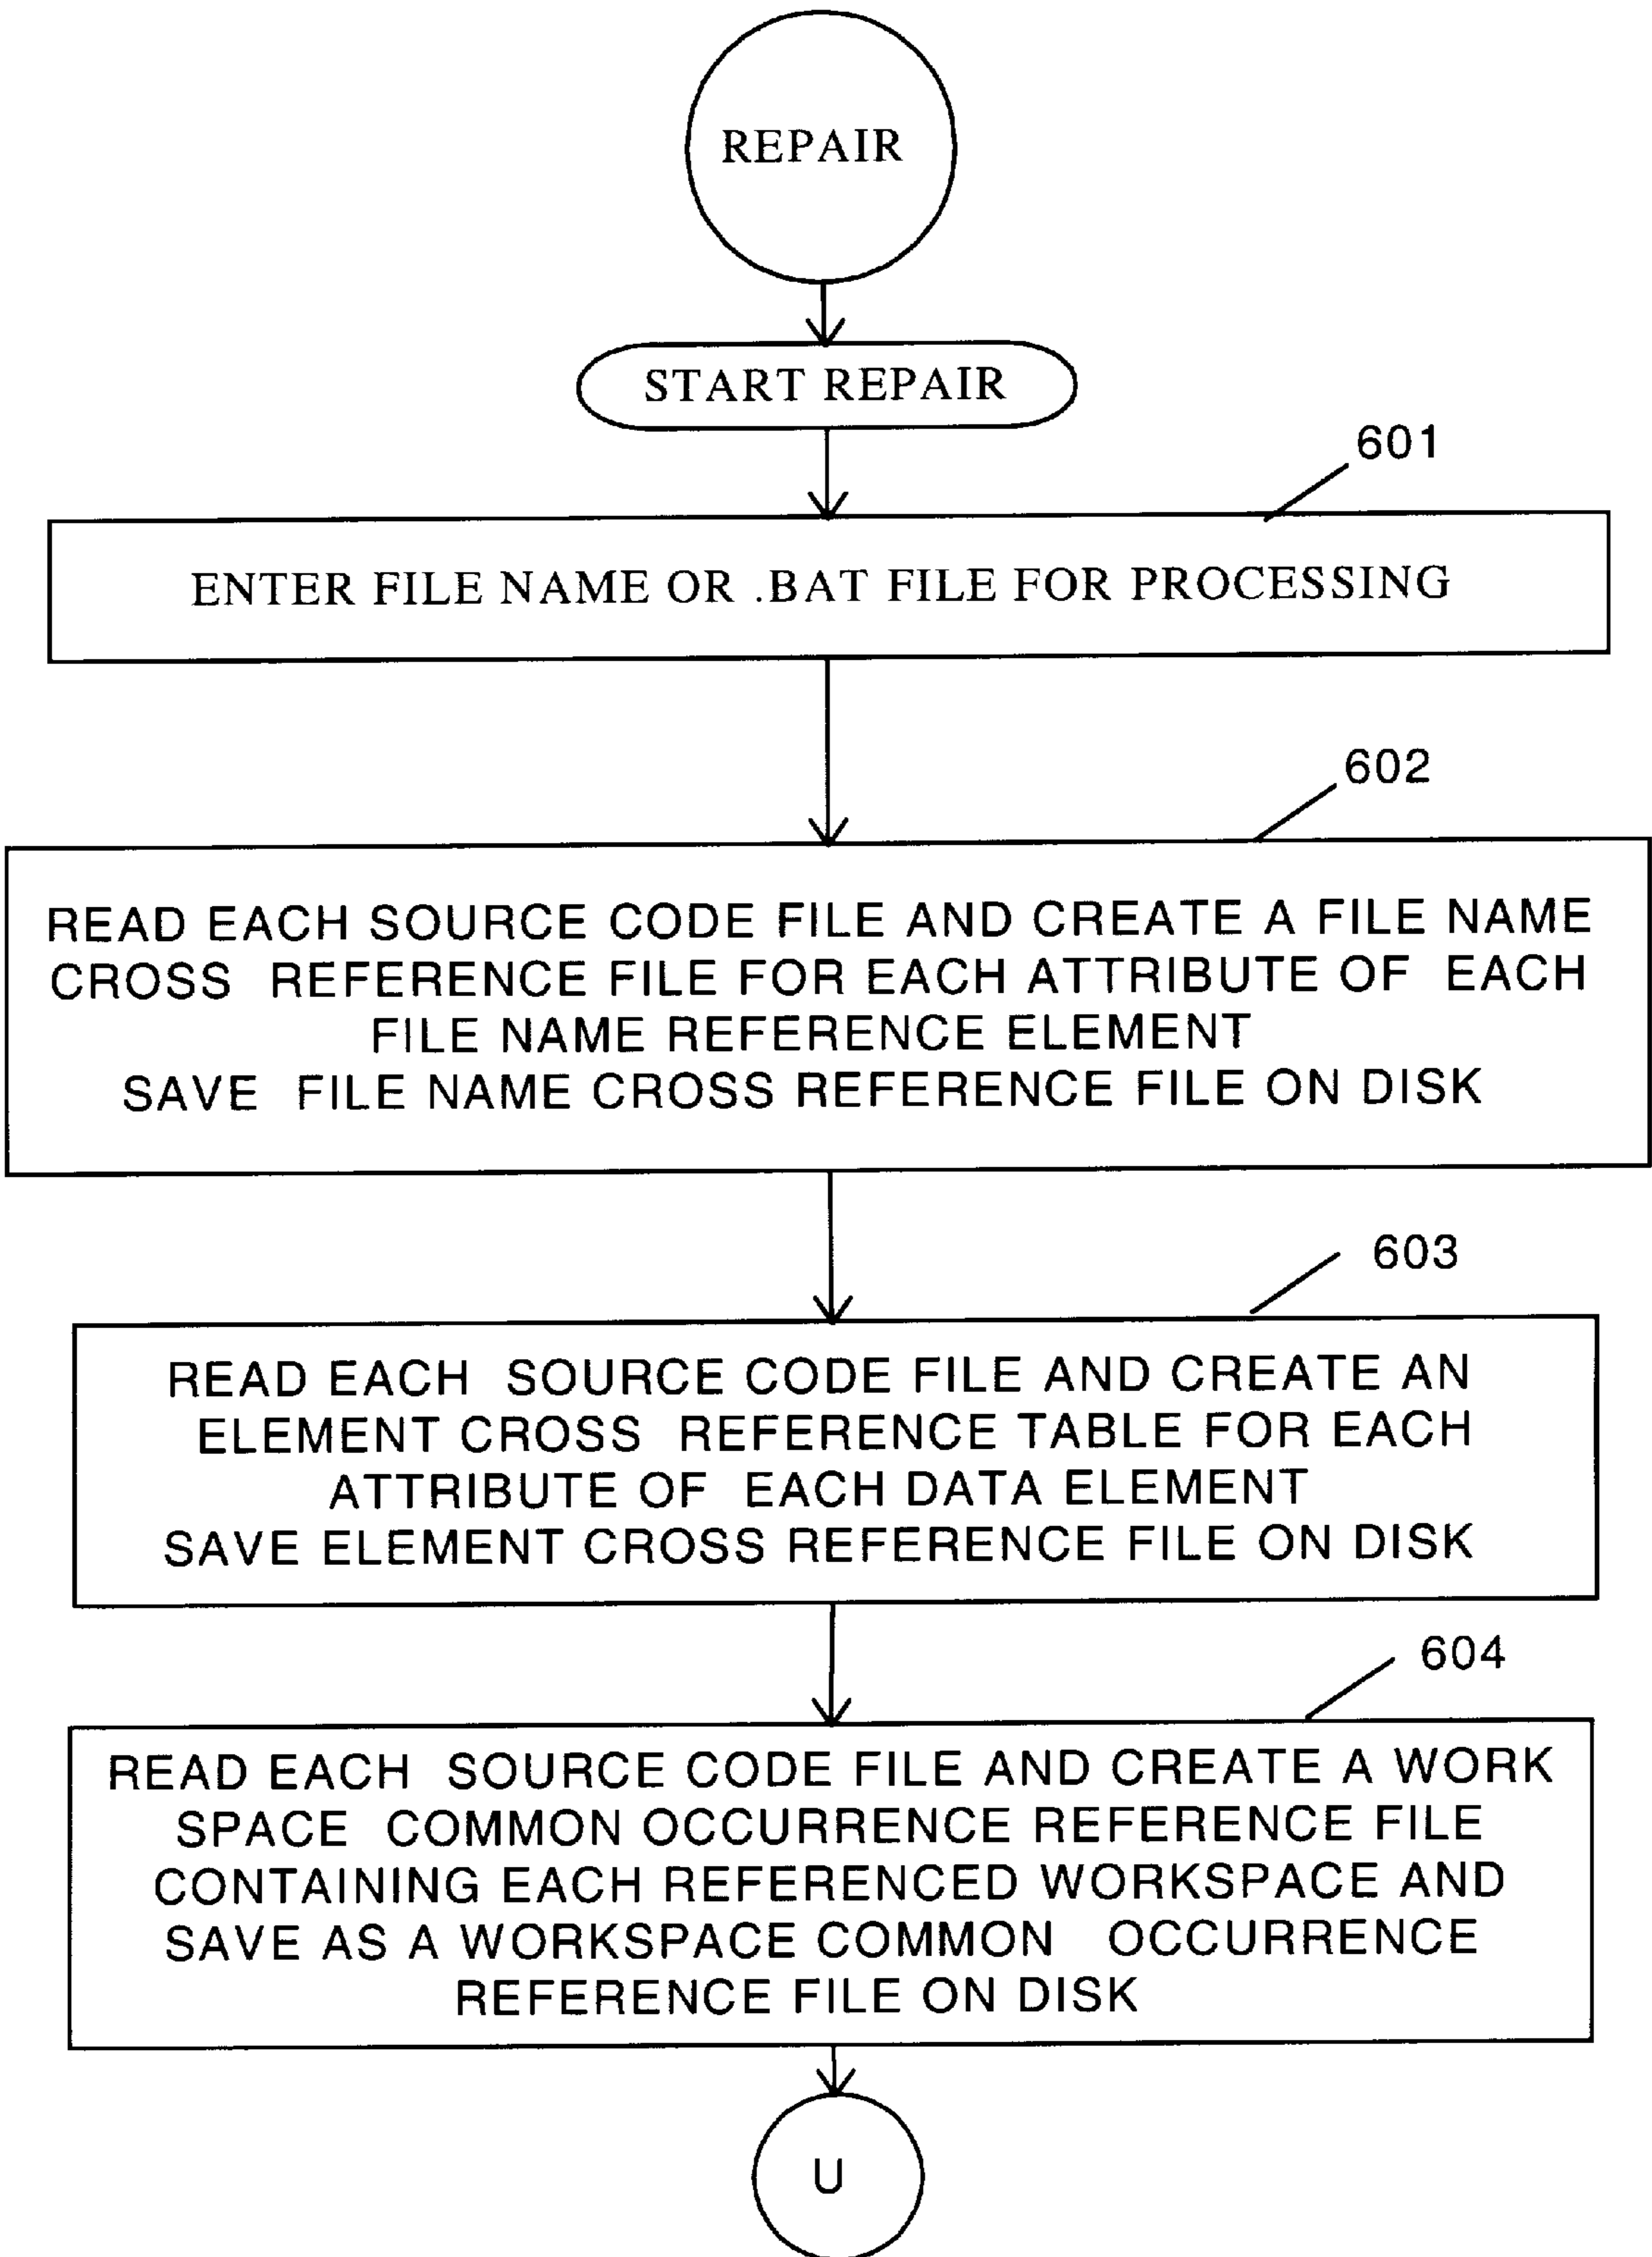 REPAIR
START REPAIR
601
ENTER FILE NAME OR .BAT FILE FOR PROCESSING
602
READ EACH SOURCE CODE FILE AND CREATE A FILE NAME
CROSS REFERENCE FILE FOR EACH ATTRIBUTE OF EACH
FILE NAME REFERENCE ELEMENT
SAVE FILE NAME CROSS REFERENCE FILE ON DISK
603
READ EACH SOURCE CODE FILE AND CREATE AN
ELEMENT CROSS REFERENCE TABLE FOR EACH
ATTRIBUTE OF EACH DATA ELEMENT
SAVE ELEMENT CROSS REFERENCE FILE ON DISK
604
READ EACH SOURCE CODE FILE AND CREATE A WORK
SPACE COMMON OCCURRENCE REFERENCE FILE
CONTAINING EACH REFERENCED WORKSPACE AND
SAVE AS A WORKSPACE COMMON OCCURRENCE
REFERENCE FILE ON DISK
U